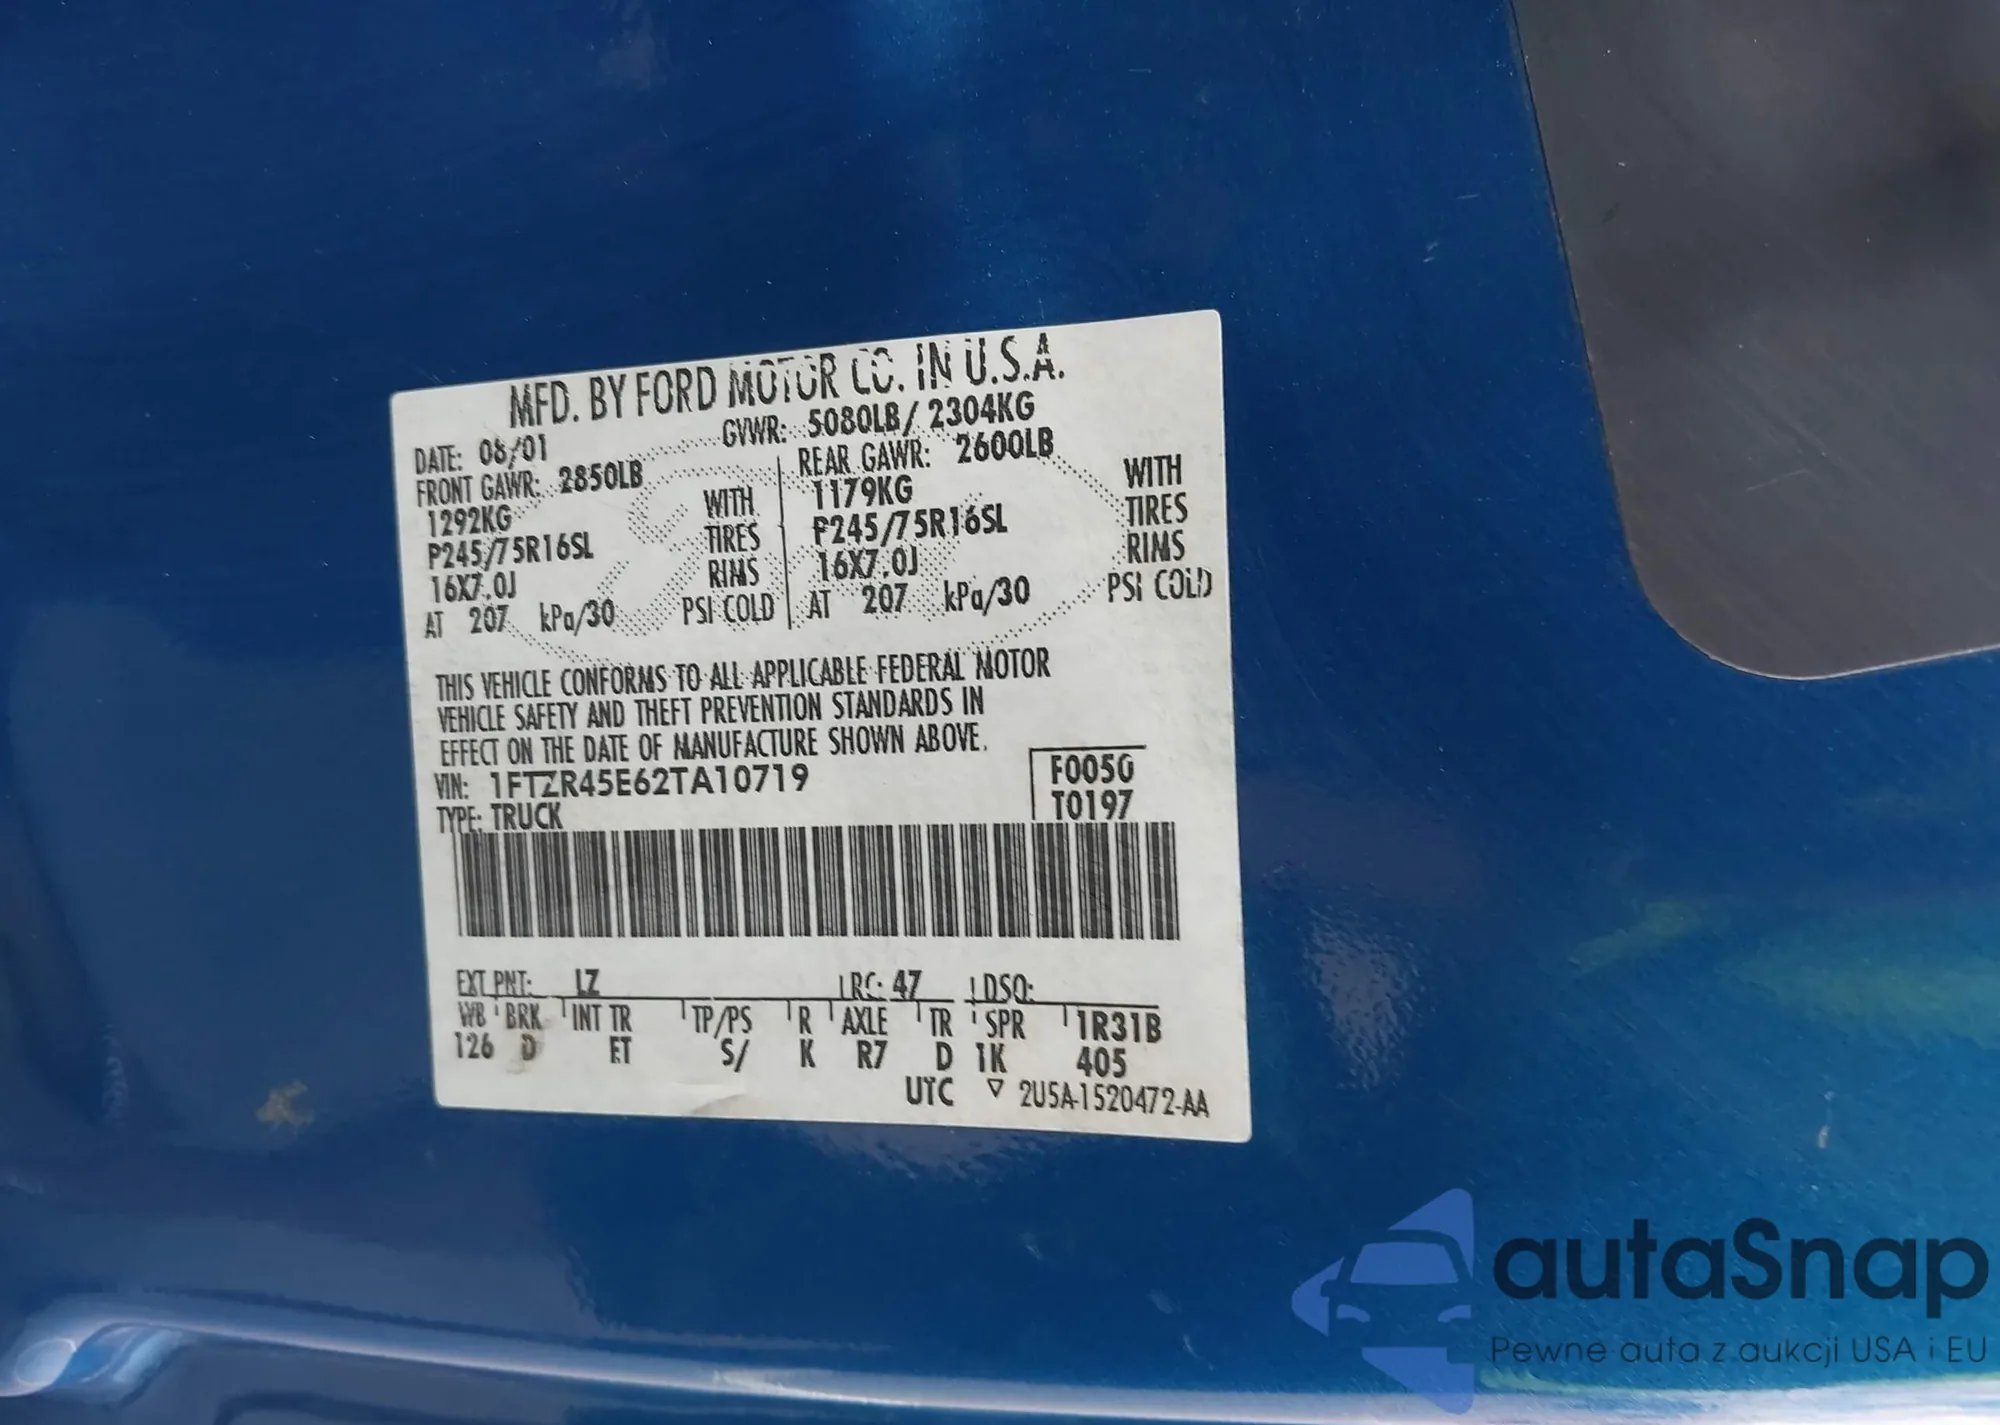 MFD. BY FORD MOTOR CO. IN U.S.A.
DATE: 08/01 GVWR: 5080LB/ 2304KG
FRONT GAWR: 2850LB REAR GAWR: 2600LB
1292KG WITH 1179KG WITH
P245/75R16SL TIRES P245/75R16SL TIRES
16X7.0J RIMS 16X7.0J RIMS
AT 207 kPa/30 PSI COLD AT 207 kPa/30 PSI COLD
THIS VEHICLE CONFORMS TO ALL APPLICABLE FEDERAL MOTOR
VEHICLE SAFETY AND THEFT PREVENTION STANDARDS IN
EFFECT ON THE DATE OF MANUFACTURE SHOWN ABOVE.
VIN: 1FTZR45E62TA10719 F0050
TYPE: TRUCK T0197
EXT PNT: LZ RC: 47 DSO:
WB BRK INT TR TP/PS R AXLE TR SPR 1R31B
126 D ET S/ K R7 D 1K 405
UTC ▽ 2U5A-1520472-AA
autaSnap
Pewne auta z aukcji USA i EU